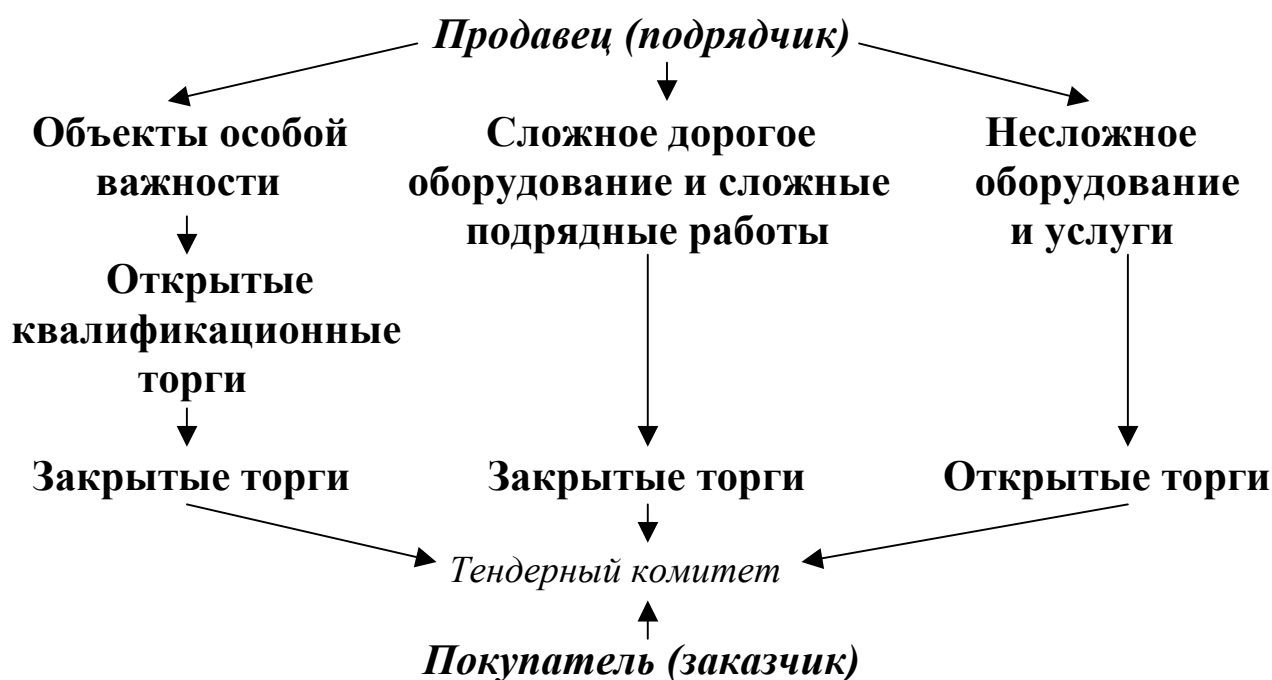 Продавец (подрядчик)
Объекты особой
важности
Сложное дорогое
оборудование и сложные
подрядные работы
Несложное
оборудование
и услуги
Открытые
квалификационные
торги
Закрытые торги
Закрытые торги
Открытые торги
Тендерный комитет
Покупатель (заказчик)